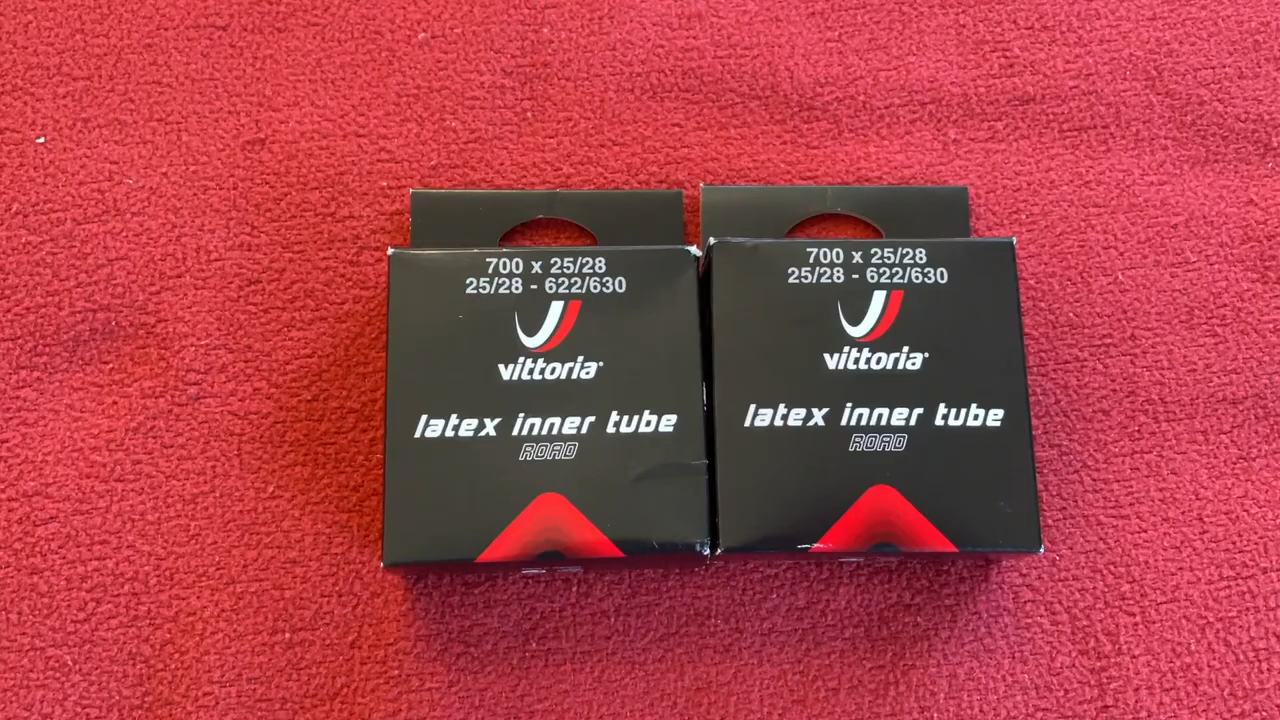 700 x 25/28
25/28 - 622/630
vittoria
latex inner tube
ROAD
700 x 25/28
25/28 - 622/630
vittoria
latex inner tube
ROAD